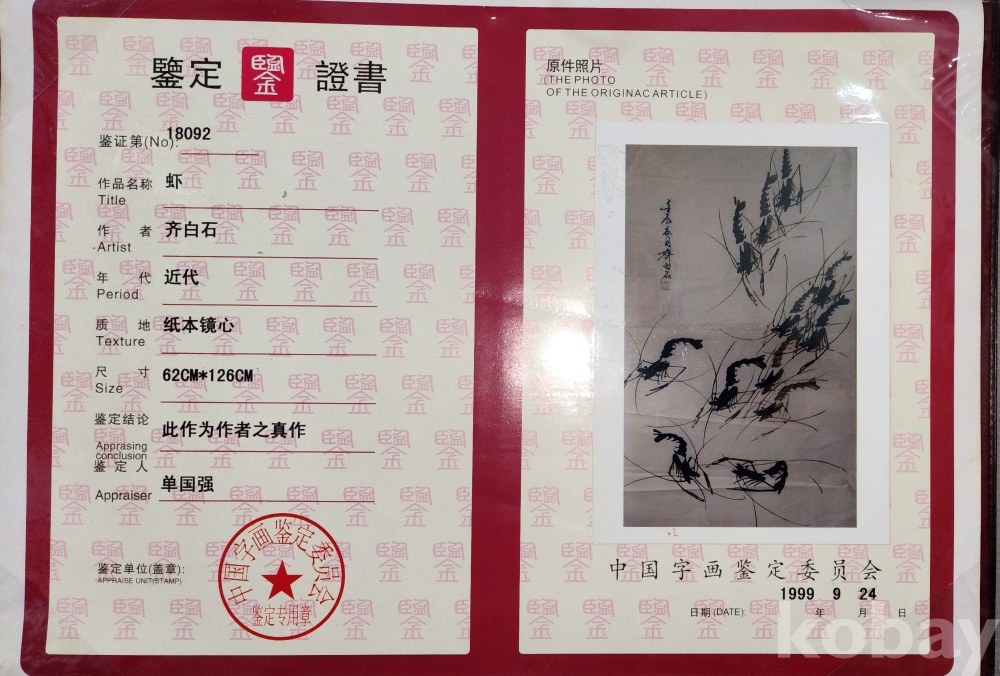 鑒定 鑒 證書
鉴证第(No): 18092
作品名称 虾
Title
作 者 齐白石
Artist
年 代 近代
Period
质 地 纸本镜心
Texture
尺 寸 62CM*126CM
Size
鉴定结论 此作为作者之真作
Apprasing
conclusion
鉴 定 人 单国强
Appraiser
鉴定单位(盖章):
APPRAISE UNIT(STAMP)
中国字画鉴定委员会
鉴定专用章
原件照片
(THE PHOTO
OF THE ORIGINAC ARTICLE)
中国字画鉴定委员会
1999 9 24
日期(DATE): 年 月 日
kobay